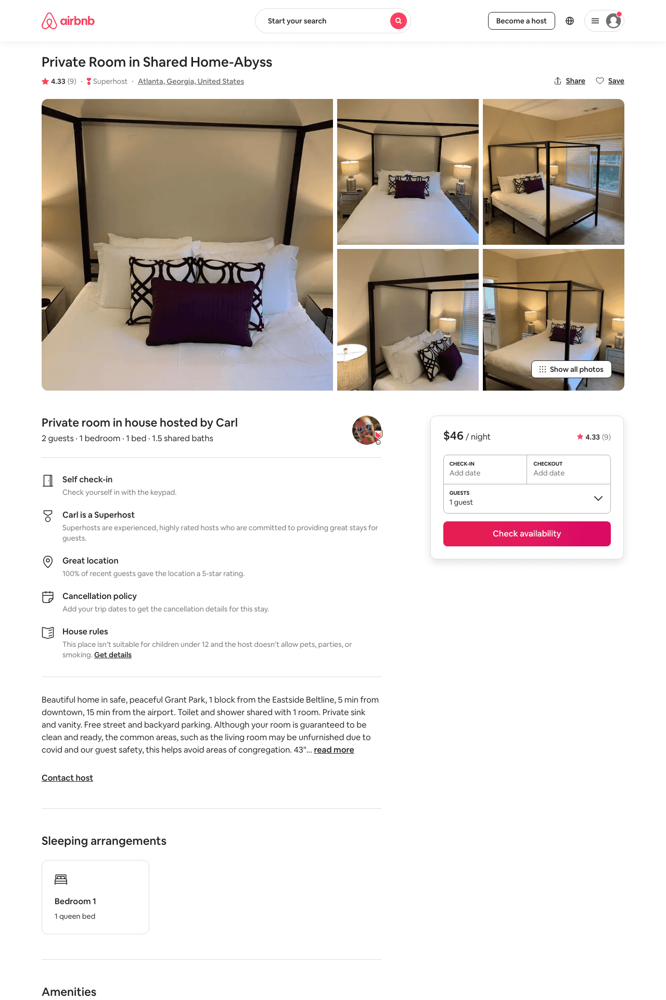 airbnb
Start your search
Become a host
Private Room in Shared Home-Abyss
4.33 (9) · Superhost · Atlanta, Georgia, United States
Share
Save
Show all photos
Private room in house hosted by Carl
2 guests · 1 bedroom · 1 bed · 1.5 shared baths
Self check-in
Check yourself in with the keypad.
Carl is a Superhost
Superhosts are experienced, highly rated hosts who are committed to providing great stays for
guests.
Great location
100% of recent guests gave the location a 5-star rating.
Cancellation policy
Add your trip dates to get the cancellation details for this stay.
House rules
This place isn’t suitable for children under 12 and the host doesn’t allow pets, parties, or
smoking. Get details
$46 / night
4.33 (9)
CHECK-IN
Add date
CHECKOUT
Add date
GUESTS
1 guest
Check availability
Beautiful home in safe, peaceful Grant Park, 1 block from the Eastside Beltline, 5 min from
downtown, 15 min from the airport. Toilet and shower shared with 1 room. Private sink
and vanity. Free street and backyard parking. Although your room is guaranteed to be
clean and ready, the common areas, such as the living room may be unfurnished due to
covid and our guest safety, this helps avoid areas of congregation. 43"... read more
Contact host
Sleeping arrangements
Bedroom 1
1 queen bed
Amenities